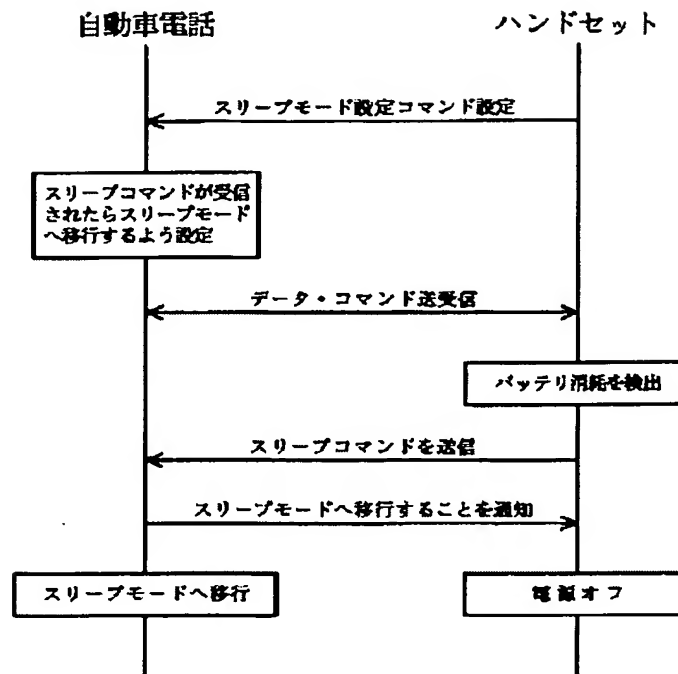 自動車電話
ハンドセット
スリープモード設定コマンド設定
スリープコマンドが受信
されたらスリープモード
へ移行するよう設定
データ・コマンド送受信
バッテリ消耗を検出
スリープコマンドを送信
スリープモードへ移行することを通知
スリープモードへ移行
電源オフ